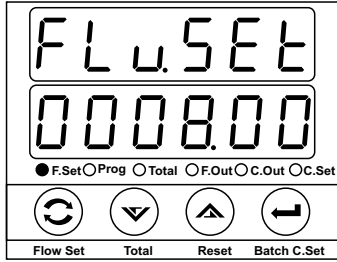 FLu.SEt
0008.00
F.Set Prog Total F.Out C.Out C.Set
Flow Set Total Reset Batch C.Set